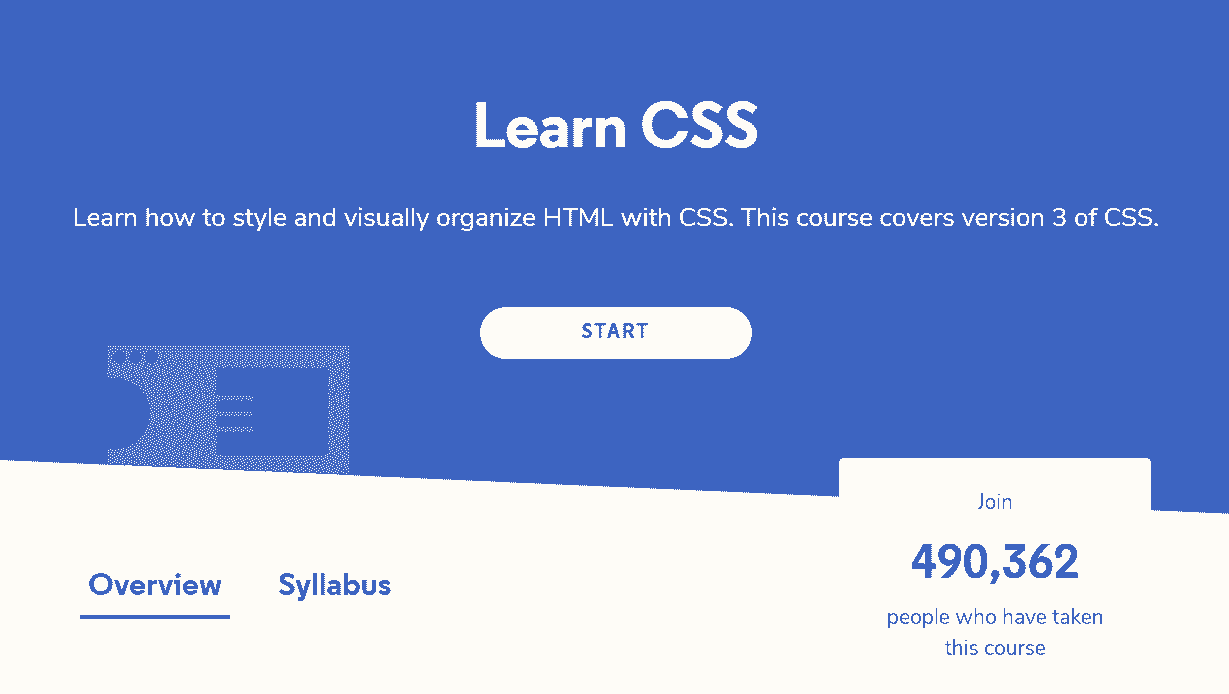 Learn CSS
Learn how to style and visually organize HTML with CSS. This course covers version 3 of CSS.
START
Overview
Syllabus
Join
490,362
people who have taken
this course